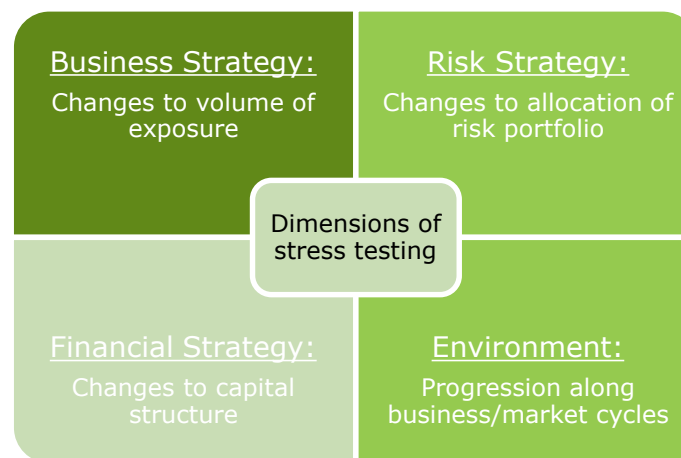 Business Strategy:
Changes to volume of
exposure
Risk Strategy:
Changes to allocation of
risk portfolio
Dimensions of
stress testing
Financial Strategy:
Changes to capital
structure
Environment:
Progression along
business/market cycles